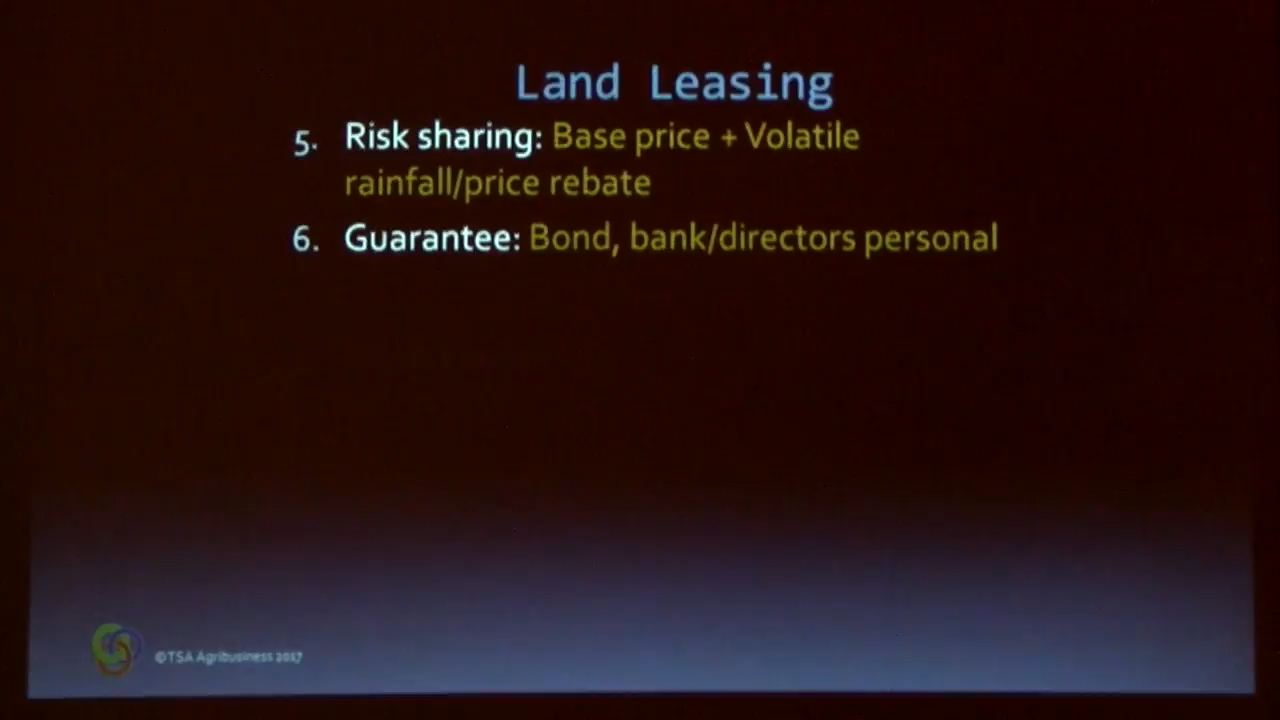 Land Leasing
5. Risk sharing: Base price + Volatile
rainfall/price rebate
6. Guarantee: Bond, bank/directors personal
©TSA Agribusiness 2017